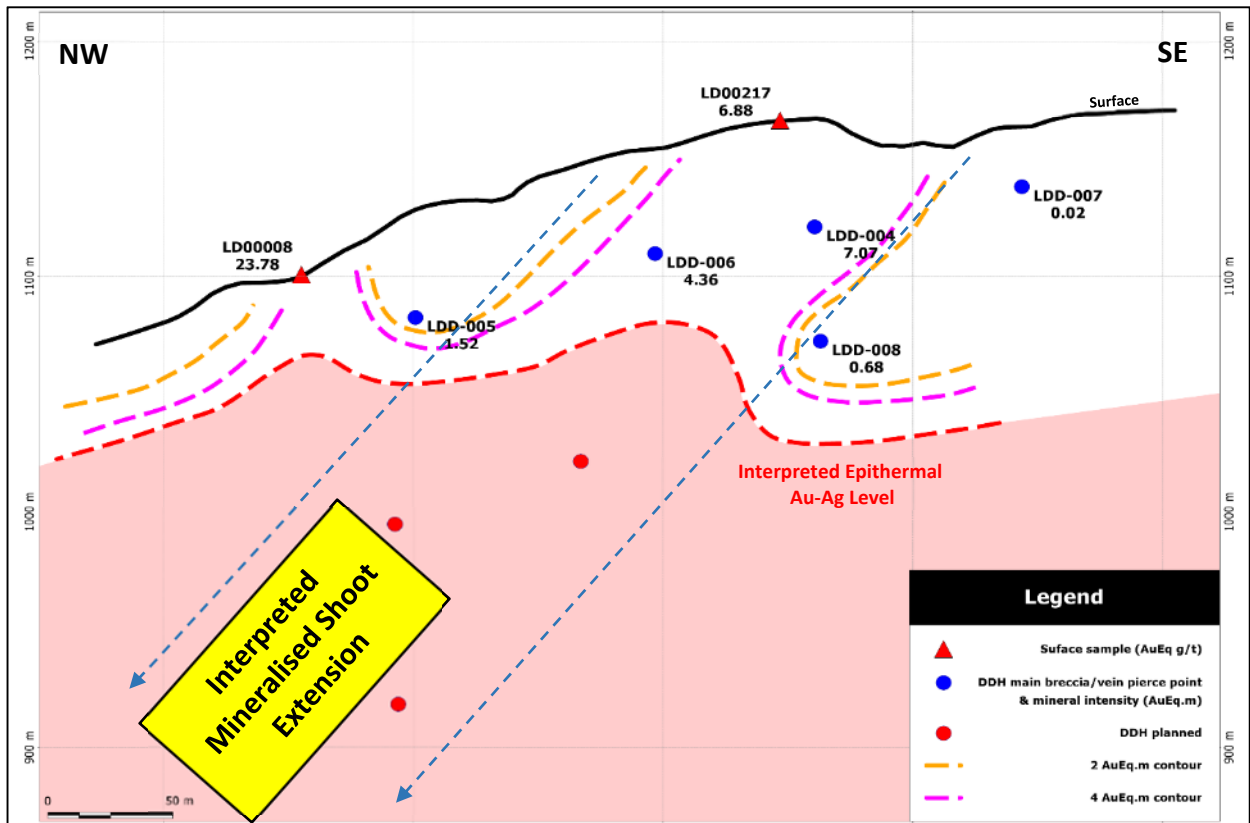 NW
SE
1200 m
1200 m
LD00217
6.88
Surface
LDD-007
0.02
LD00008
23.78
LDD-004
7.07
LDD-006
4.36
1100 m
1100 m
LDD-005
1.52
LDD-008
0.68
Interpreted Epithermal
Au-Ag Level
1000 m
1000 m
Interpreted
Mineralised Shoot
Extension
900 m
900 m
0
50 m
Legend
Suface sample (AuEq g/t)
DDH main breccia/vein pierce point
& mineral intensity (AuEq.m)
DDH planned
2 AuEq.m contour
4 AuEq.m contour